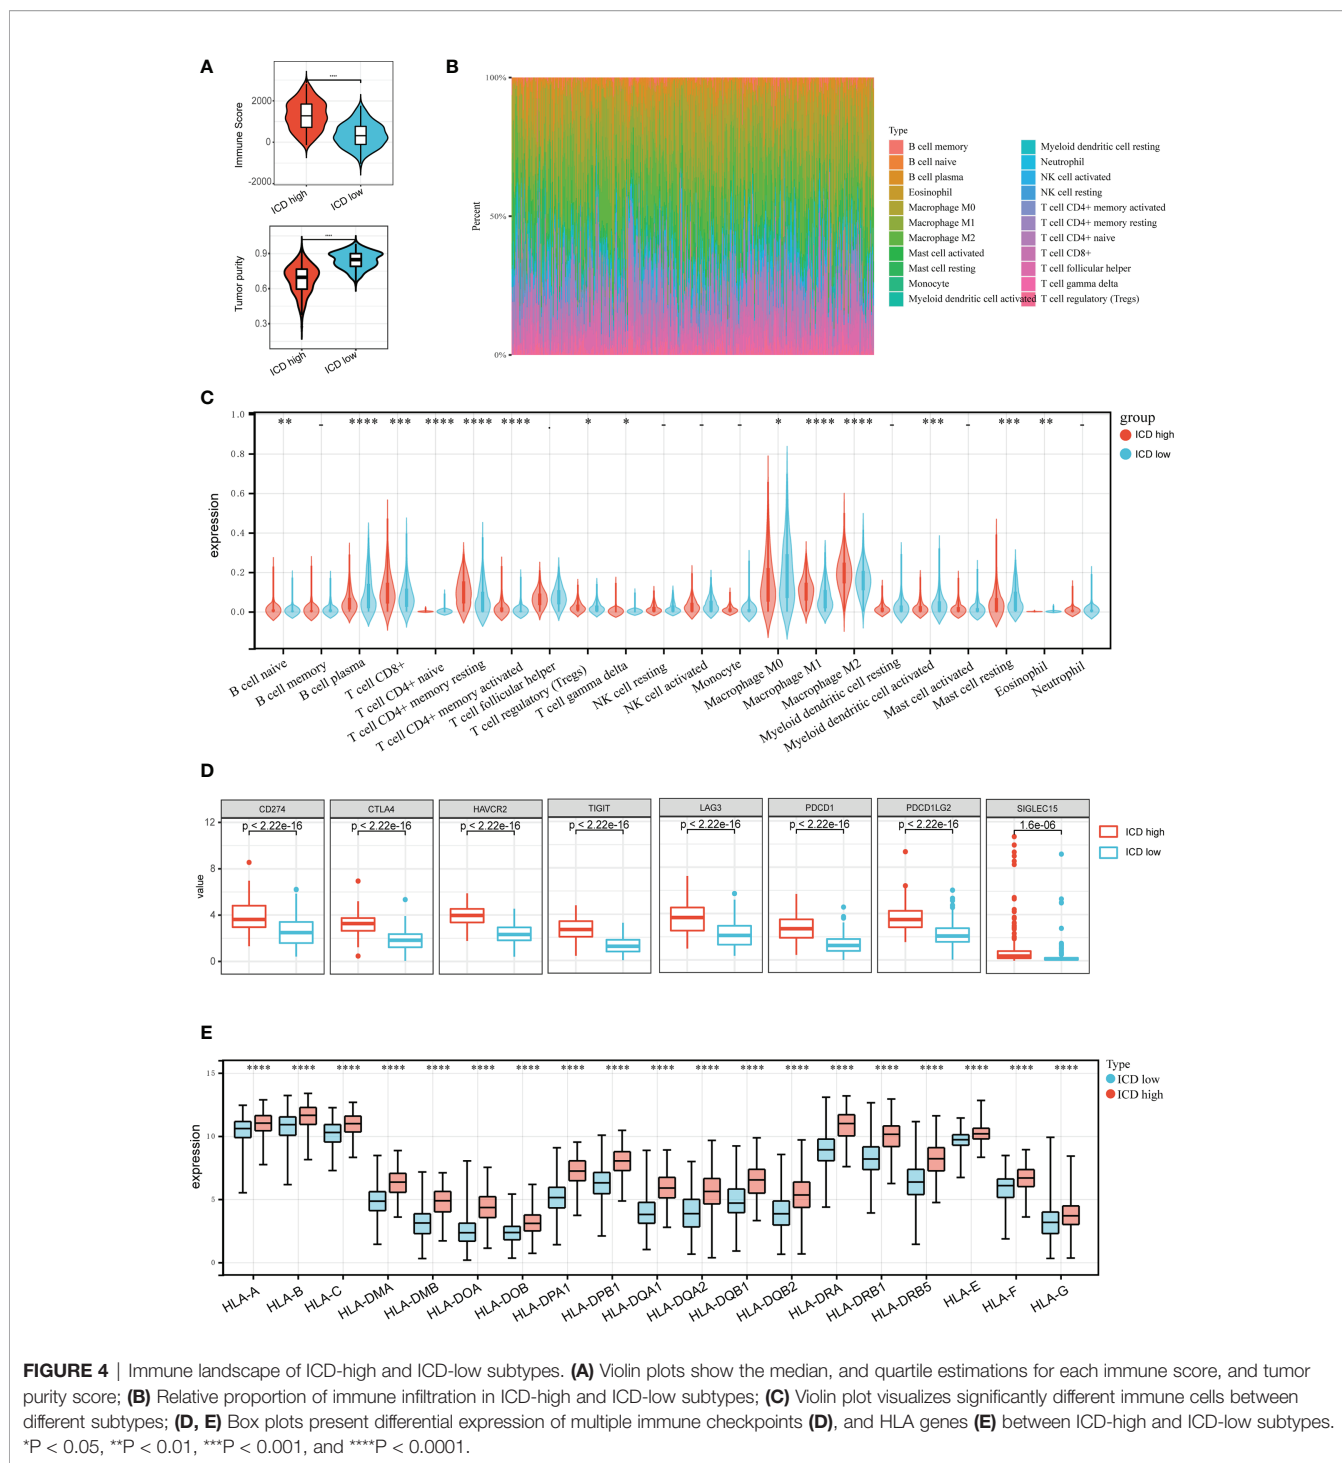 A
Immune Score
2000
0
-2000
****
ICD high
ICD low
Tumor purity
0.9
0.6
0.3
****
ICD high
ICD low
B
Percent
100%
50%
0%
Type
B cell memory
B cell naive
B cell plasma
Eosinophil
Macrophage M0
Macrophage M1
Macrophage M2
Mast cell activated
Mast cell resting
Monocyte
Myeloid dendritic cell activated
Myeloid dendritic cell resting
Neutrophil
NK cell activated
NK cell resting
T cell CD4+ memory activated
T cell CD4+ memory resting
T cell CD4+ naive
T cell CD8+
T cell follicular helper
T cell gamma delta
T cell regulatory (Tregs)
C
expression
1.0
0.8
0.6
0.4
0.2
0.0
** - **** *** **** **** **** . * * - - - * **** **** - *** - *** ** -
group
ICD high
ICD low
B cell naive
B cell memory
B cell plasma
T cell CD8+
T cell CD4+ naive
T cell CD4+ memory resting
T cell CD4+ memory activated
T cell follicular helper
T cell regulatory (Tregs)
T cell gamma delta
NK cell resting
NK cell activated
Monocyte
Macrophage M0
Macrophage M1
Macrophage M2
Myeloid dendritic cell resting
Myeloid dendritic cell activated
Mast cell activated
Mast cell resting
Eosinophil
Neutrophil
D
value
12
8
4
0
CD274 CTLA4 HAVCR2 TIGIT LAG3 PDCD1 PDCD1LG2 SIGLEC15
p < 2.22e-16 p < 2.22e-16 p < 2.22e-16 p < 2.22e-16 p < 2.22e-16 p < 2.22e-16 p < 2.22e-16 1.6e-06
ICD high
ICD low
E
expression
15
10
5
0
**** **** **** **** **** **** **** **** **** **** **** **** **** **** **** **** **** **** ****
Type
ICD low
ICD high
HLA-A
HLA-B
HLA-C
HLA-DMA
HLA-DMB
HLA-DOA
HLA-DOB
HLA-DPA1
HLA-DPB1
HLA-DQA1
HLA-DQA2
HLA-DQB1
HLA-DQB2
HLA-DRA
HLA-DRB1
HLA-DRB5
HLA-E
HLA-F
HLA-G
FIGURE 4 | Immune landscape of ICD-high and ICD-low subtypes. (A) Violin plots show the median, and quartile estimations for each immune score, and tumor
purity score; (B) Relative proportion of immune infiltration in ICD-high and ICD-low subtypes; (C) Violin plot visualizes significantly different immune cells between
different subtypes; (D, E) Box plots present differential expression of multiple immune checkpoints (D), and HLA genes (E) between ICD-high and ICD-low subtypes.
*P < 0.05, **P < 0.01, ***P < 0.001, and ****P < 0.0001.